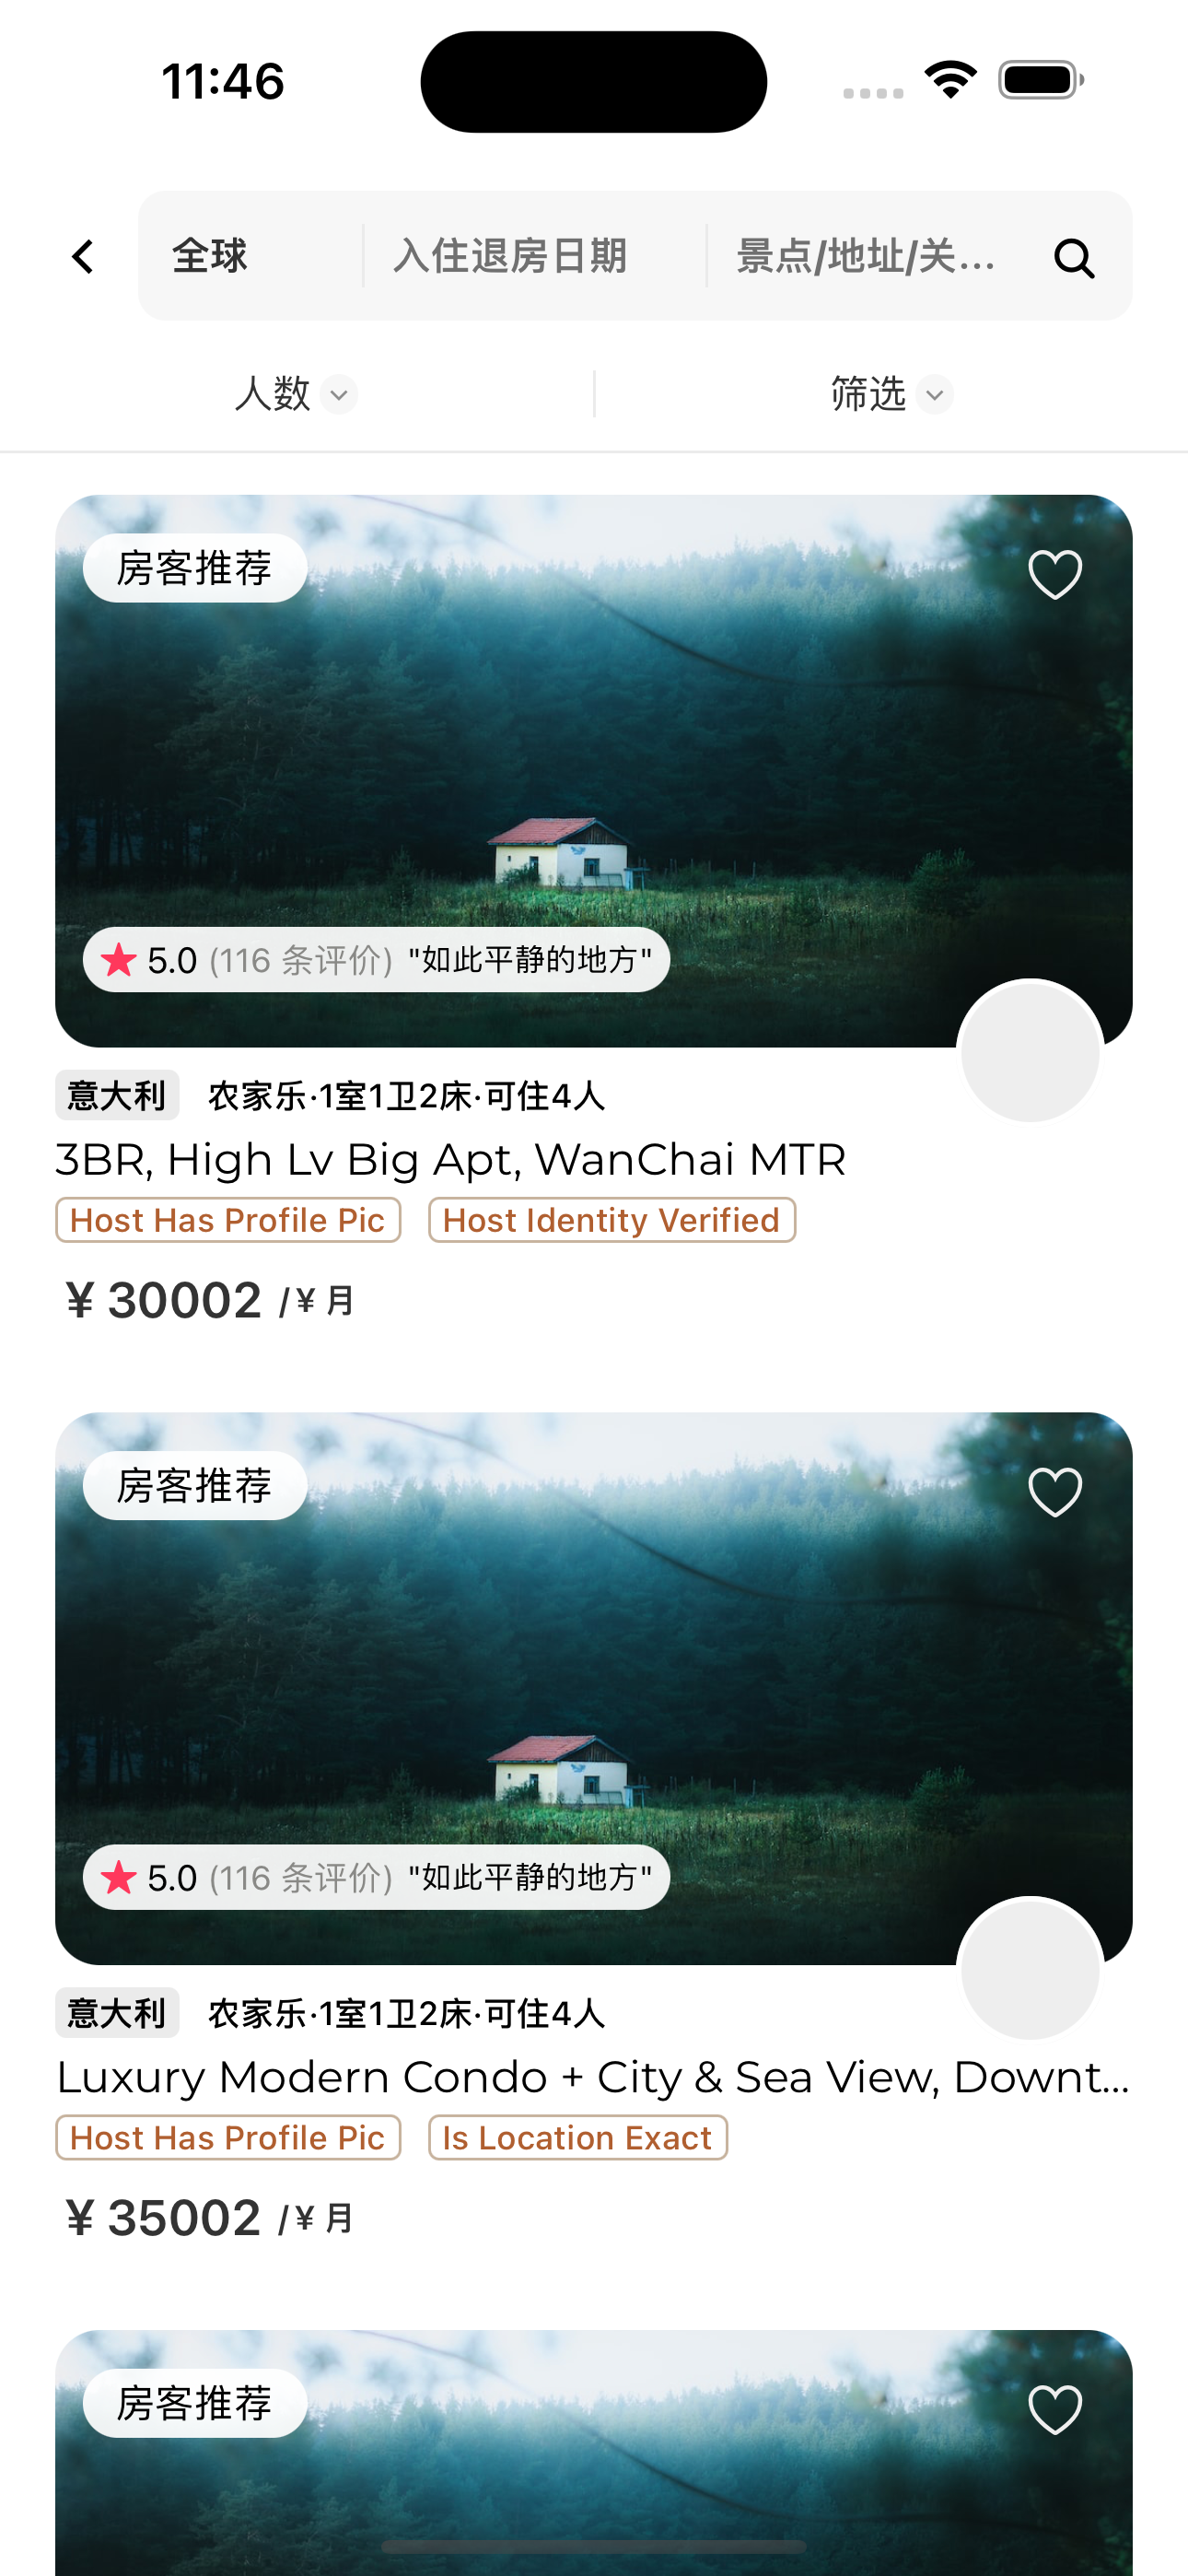 11:46
全球 入住退房日期 景点/地址/关...
人数 筛选
房客推荐
5.0 (116 条评价) "如此平静的地方"
意大利 农家乐·1室1卫2床·可住4人
3BR, High Lv Big Apt, WanChai MTR
Host Has Profile Pic Host Identity Verified
¥ 30002 /¥ 月
房客推荐
5.0 (116 条评价) "如此平静的地方"
意大利 农家乐·1室1卫2床·可住4人
Luxury Modern Condo + City & Sea View, Downt...
Host Has Profile Pic Is Location Exact
¥ 35002 /¥ 月
房客推荐